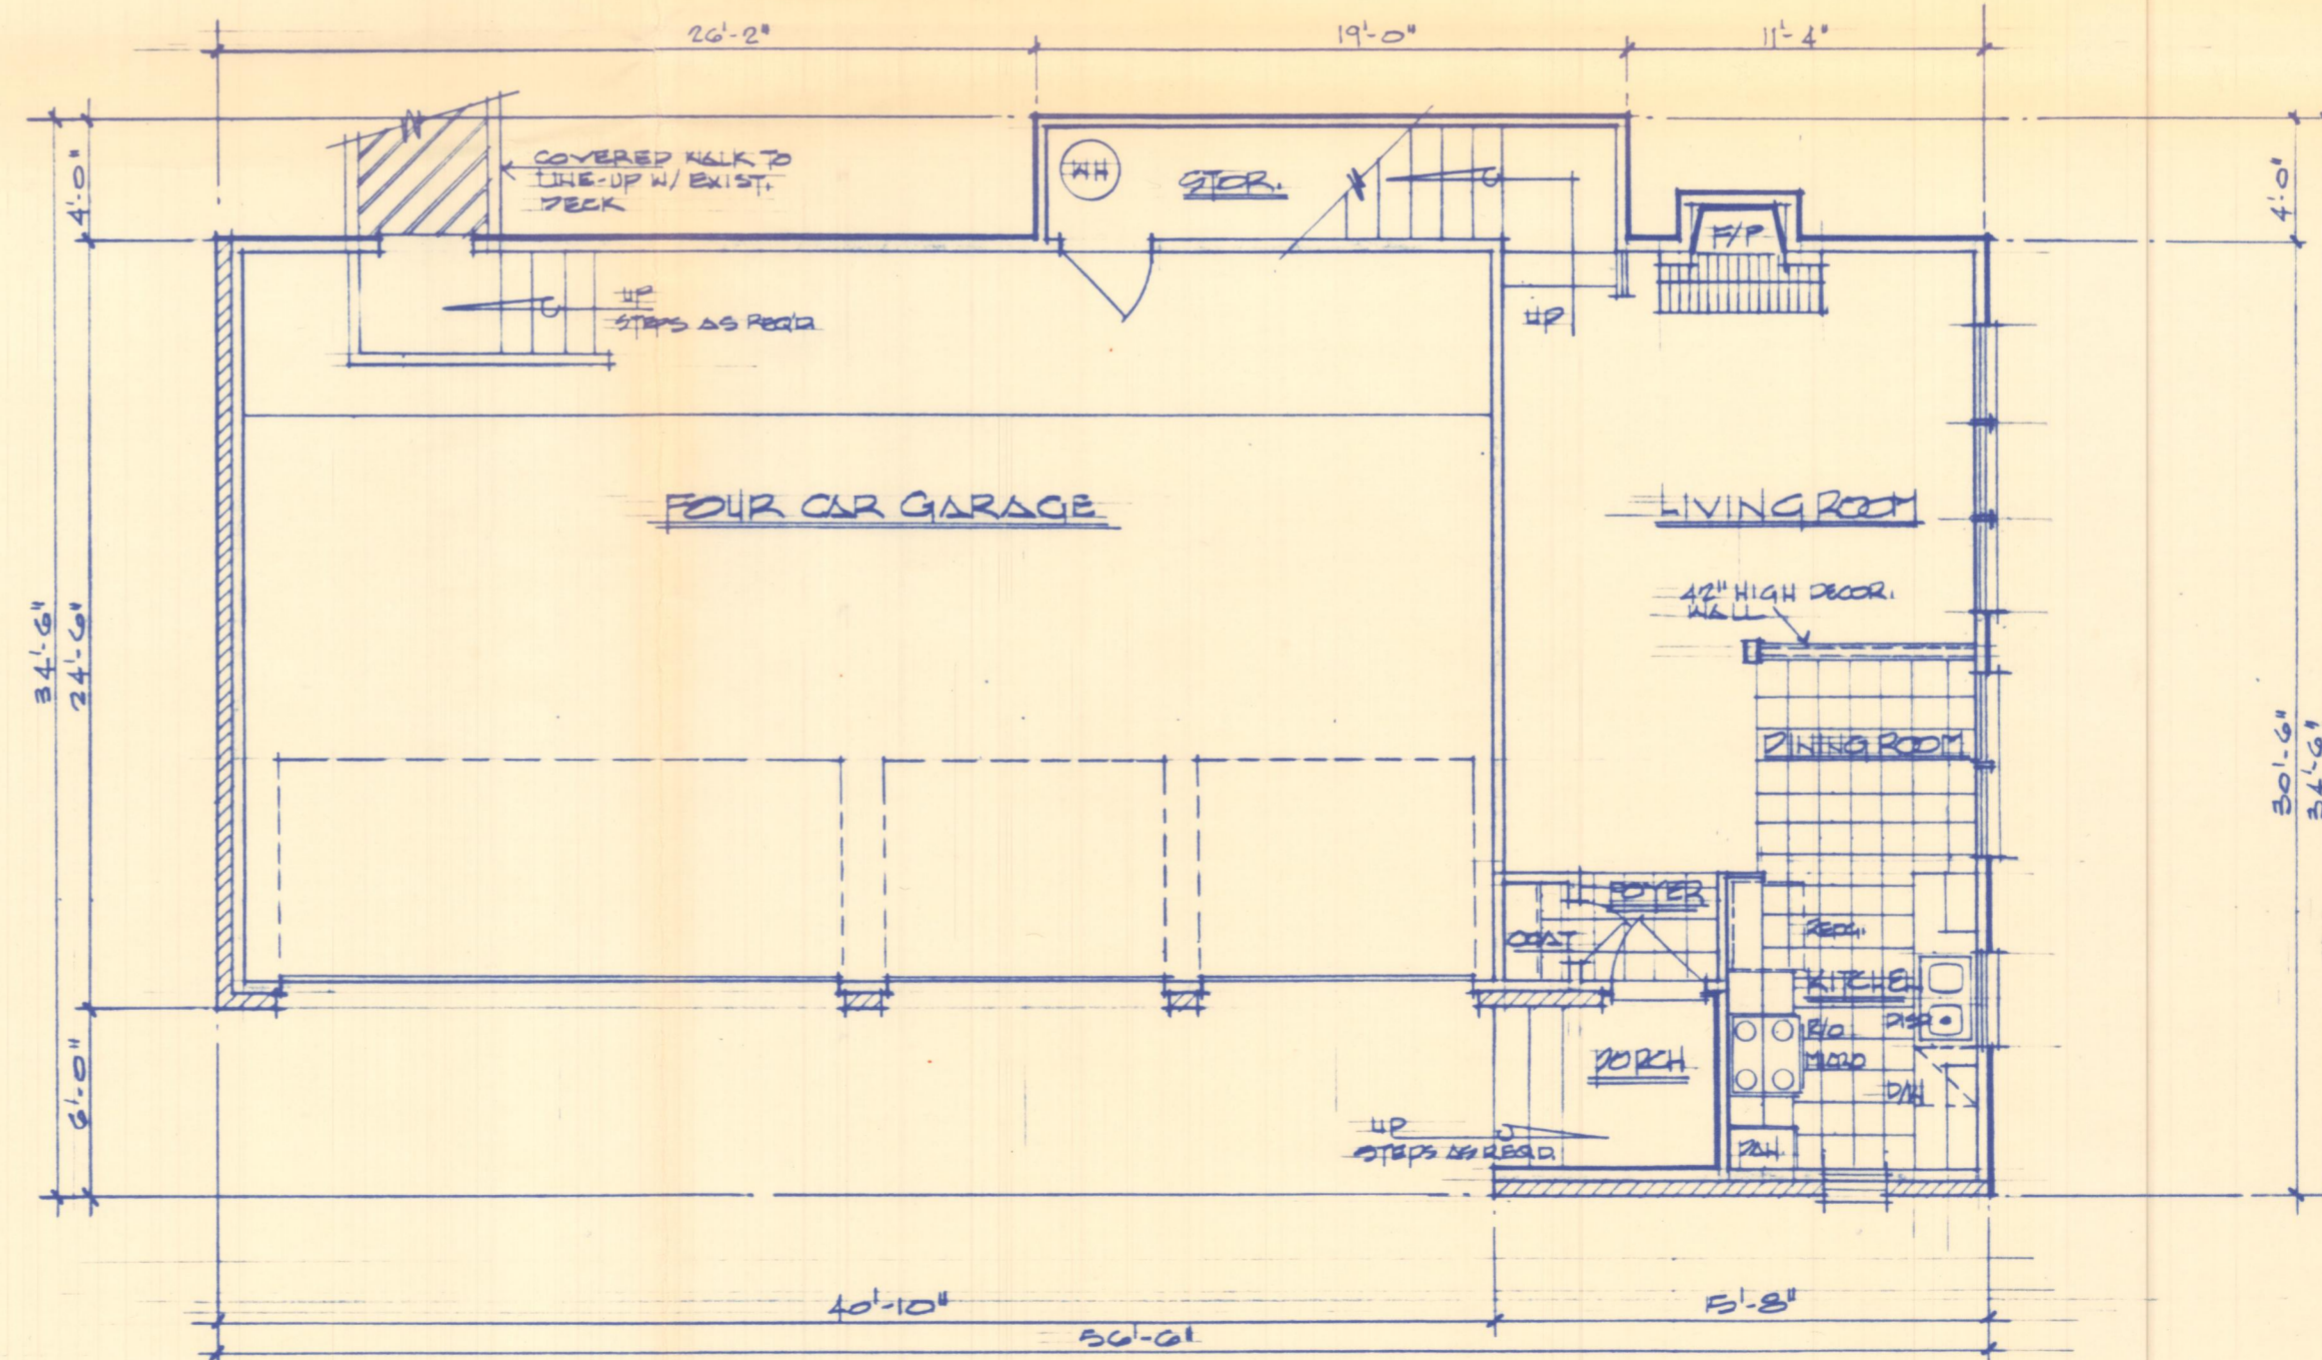 26'-2"
19'-0"
11'-4"
4'-0"
COVERED WALK TO
LINE-UP W/ EXIST.
DECK
WH
STOR.
F/P
4'-0"
UP
STEPS AS REQ'D
UP
FOUR CAR GARAGE
LIVING ROOM
42" HIGH DECOR.
WALL
34'-6"
24'-6"
DINING ROOM
30'-6"
34'-6"
FOYER
COAT
REFG.
KITCHEN
R/O
DISP
MICRO
PORCH
D/W
6'-0"
UP
STEPS AS REQD.
PAN.
40'-10"
15'-8"
56'-6"